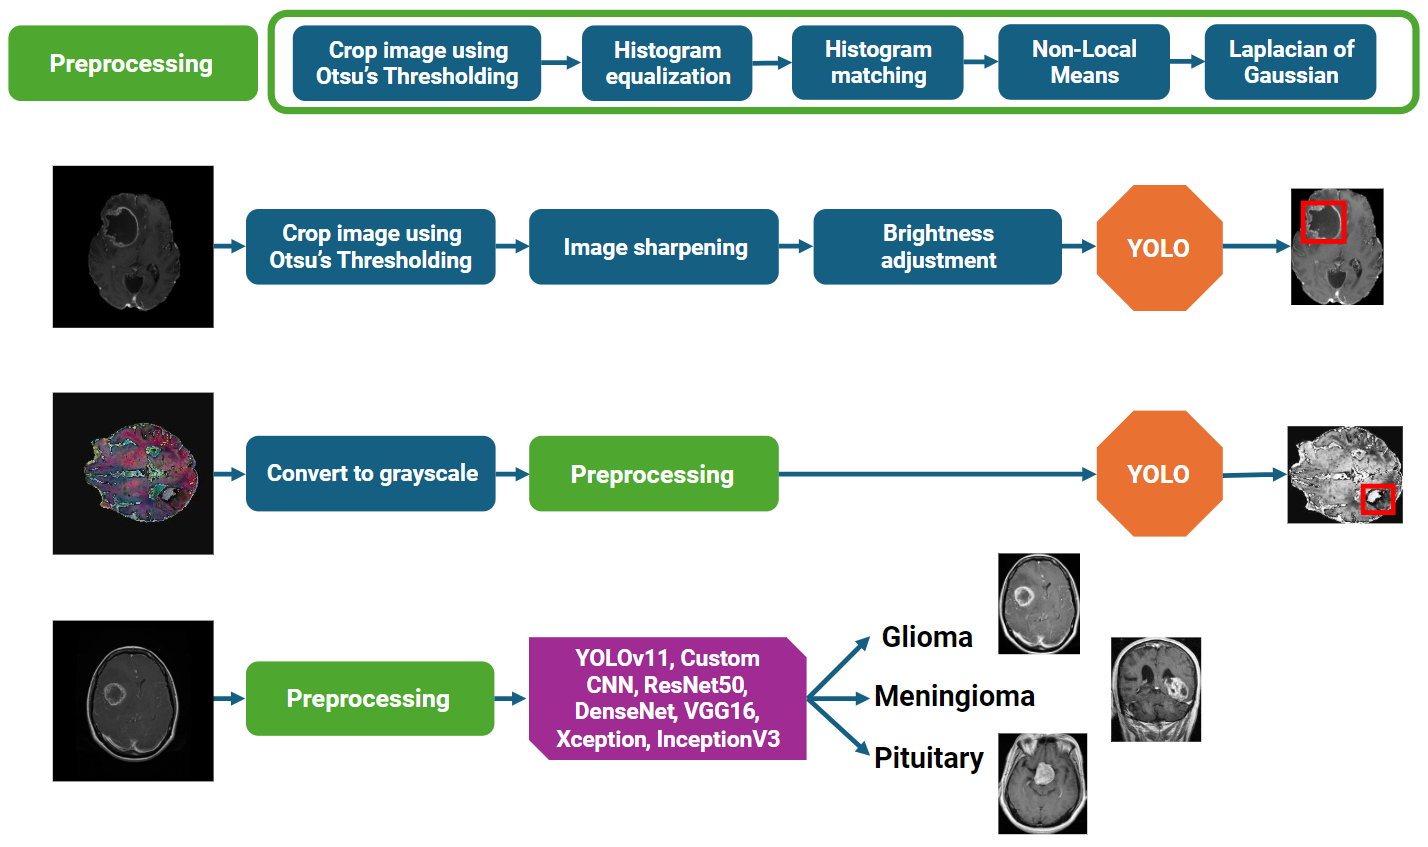 Preprocessing
Crop image using
Otsu's Thresholding
Histogram
equalization
Histogram
matching
Non-Local
Means
Laplacian of
Gaussian
Crop image using
Otsu's Thresholding
Image sharpening
Brightness
adjustment
YOLO
Convert to grayscale
Preprocessing
YOLO
Preprocessing
YOLOv11, Custom
CNN, ResNet50,
DenseNet, VGG16,
Xception, InceptionV3
Glioma
Meningioma
Pituitary